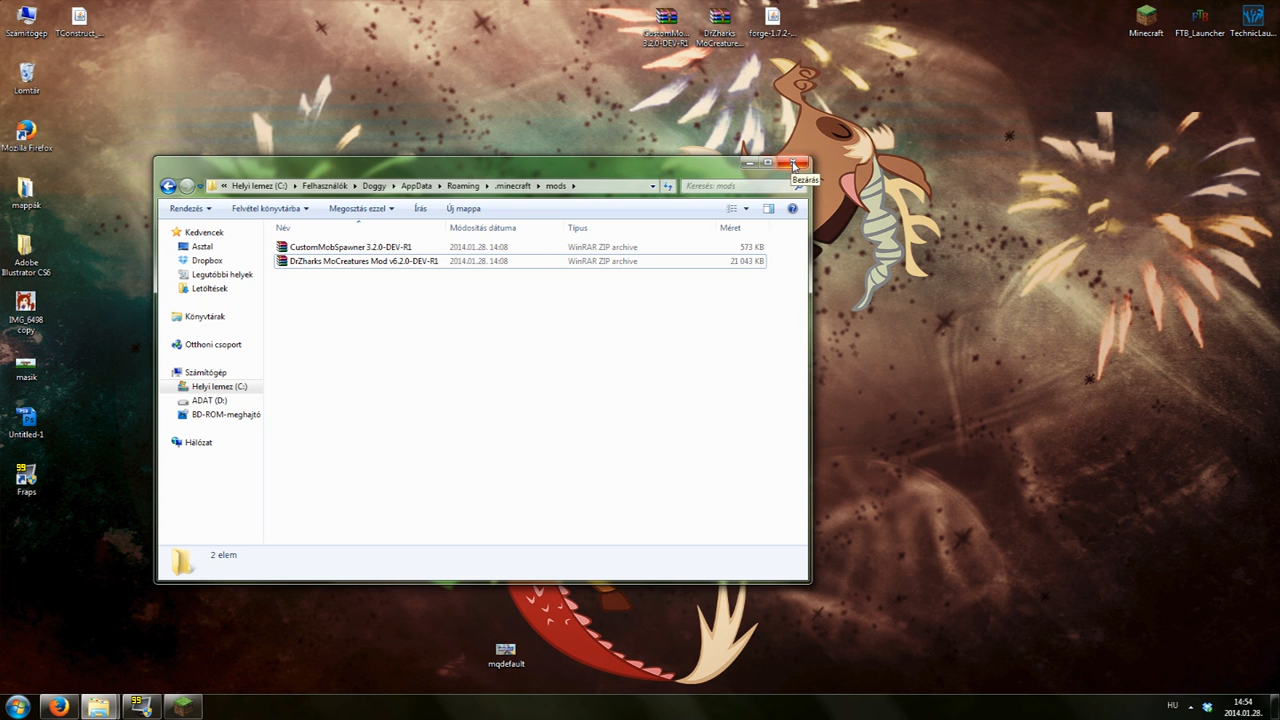 Számítógép
TConstruct_...
CustomMo...
3.2.0-DEV-R1
DrZharks
MoCreature...
forge-1.7.2-...
Minecraft
FTB_Launcher
TechnicLau...
Lomtár
Mozilla Firefox
mappák
Adobe
Illustrator CS6
IMG_6498
copy
masik
Untitled-1
99
Fraps
« Helyi lemez (C:) Felhasználók Doggy AppData Roaming .minecraft mods
Keresés: mods
Bezárás
Rendezés Felvétel könyvtárba Megosztás ezzel Írás Új mappa
Név Módosítás dátuma Típus Méret
CustomMobSpawner 3.2.0-DEV-R1 2014.01.28. 14:08 WinRAR ZIP archive 573 KB
DrZharks MoCreatures Mod v6.2.0-DEV-R1 2014.01.28. 14:08 WinRAR ZIP archive 21 043 KB
Kedvencek
Asztal
Dropbox
Legutóbbi helyek
Letöltések
Könyvtárak
Otthoni csoport
Számítógép
Helyi lemez (C:)
ADAT (D:)
BD-ROM-meghajtó
Hálózat
2 elem
mqdefault
99
HU
14:54
2014.01.28.